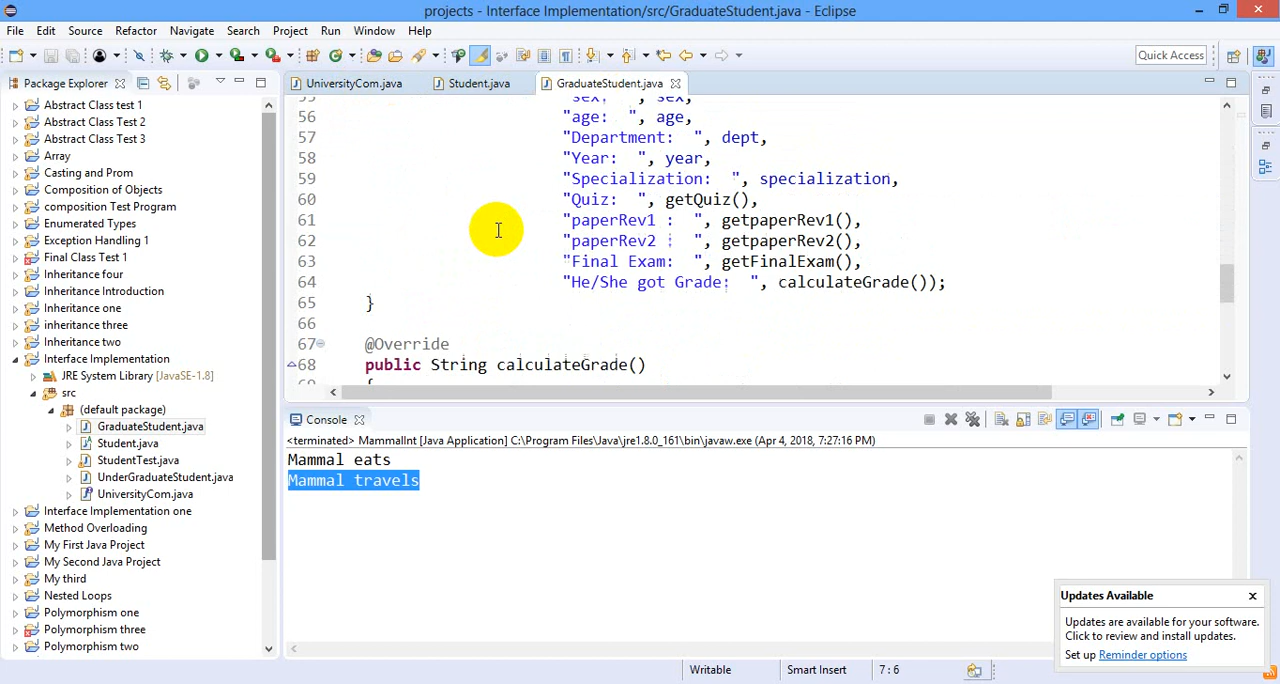 projects - Interface Implementation/src/GraduateStudent.java - Eclipse
File Edit Source Refactor Navigate Search Project Run Window Help
Quick Access
Package Explorer
UniversityCom.java Student.java GraduateStudent.java
Abstract Class test 1
Abstract Class Test 2
Abstract Class Test 3
Array
Casting and Prom
Composition of Objects
composition Test Program
Enumerated Types
Exception Handling 1
Final Class Test 1
Inheritance four
Inheritance Introduction
Inheritance one
inheritance three
Inheritance two
Interface Implementation
JRE System Library [JavaSE-1.8]
src
(default package)
GraduateStudent.java
Student.java
StudentTest.java
UnderGraduateStudent.java
UniversityCom.java
Interface Implementation one
Method Overloading
My First Java Project
My Second Java Project
My third
Nested Loops
Polymorphism one
Polymorphism three
Polymorphism two
55 "sex: ", sex,
56 "age: ", age,
57 "Department: ", dept,
58 "Year: ", year,
59 "Specialization: ", specialization,
60 "Quiz: ", getQuiz(),
61 "paperRev1 : ", getpaperRev1(),
62 "paperRev2 : ", getpaperRev2(),
63 "Final Exam: ", getFinalExam(),
64 "He/She got Grade: ", calculateGrade());
65 }
66
67 @Override
68 public String calculateGrade()
69 {
Console
<terminated> MammalInt [Java Application] C:\Program Files\Java\jre1.8.0_161\bin\javaw.exe (Apr 4, 2018, 7:27:16 PM)
Mammal eats
Mammal travels
Updates Available
Updates are available for your software.
Click to review and install updates.
Set up Reminder options
Writable Smart Insert 7 : 6